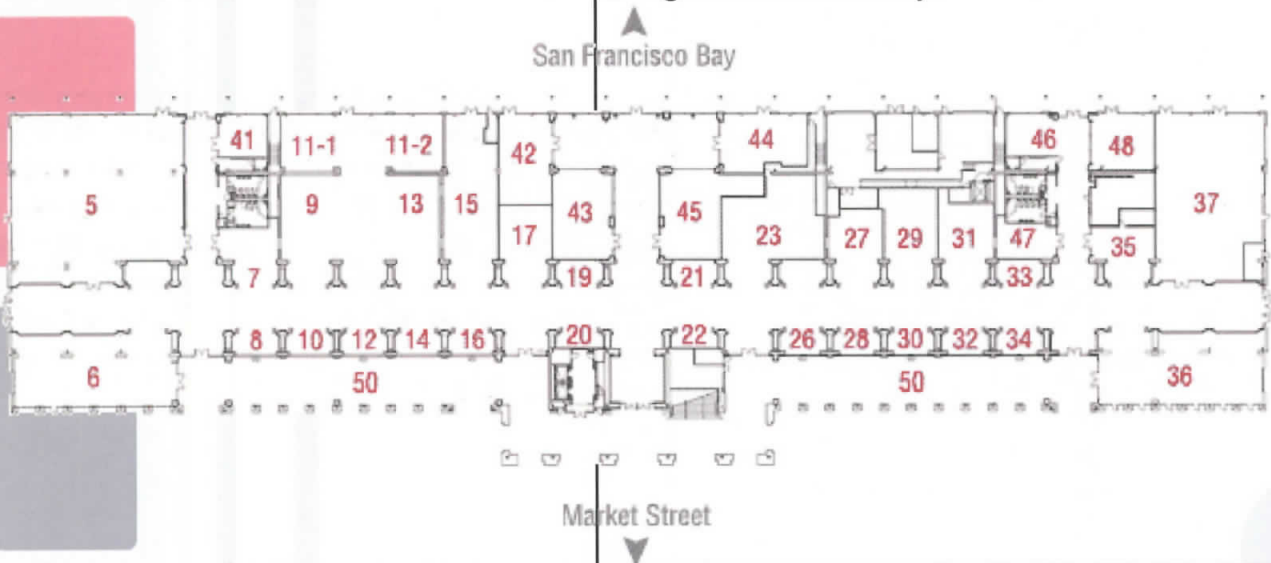 San Francisco Bay
41 11-1 11-2 42 44 46 48
5 9 13 15 43 45 37
17 23 27 29 31 47 35
7 19 21 33
8 10 12 14 16 20 22 26 28 30 32 34
6 50 50 36
Market Street